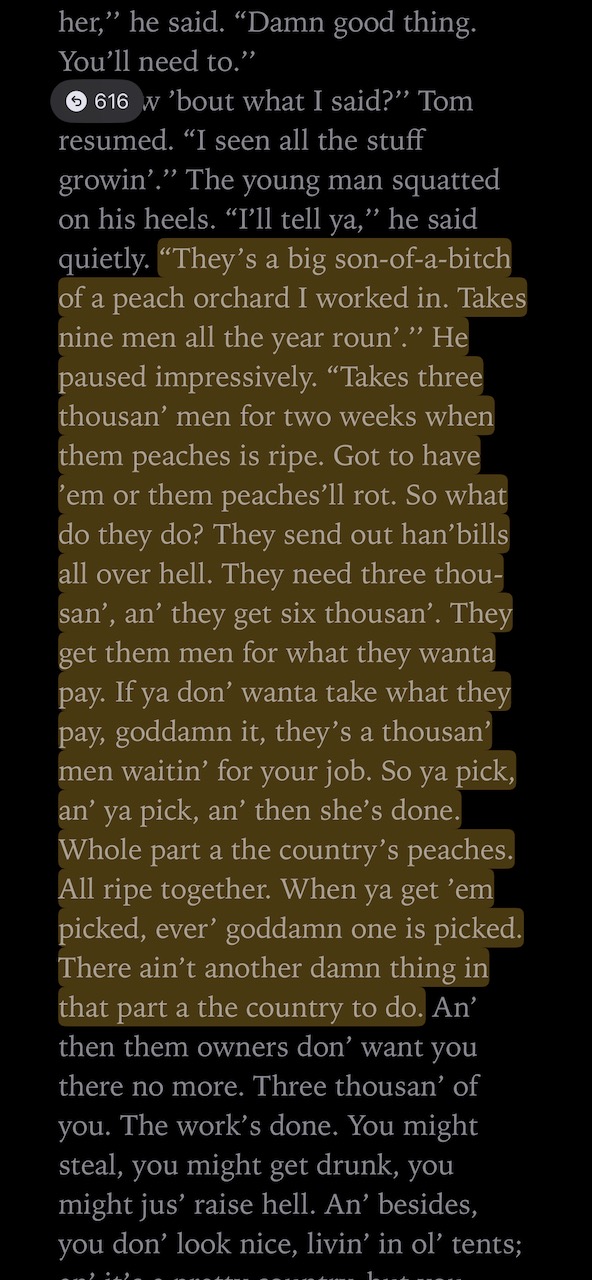 her,’’ he said. “Damn good thing.
You’ll need to.’’
616 w ’bout what I said?’’ Tom
resumed. “I seen all the stuff
growin’.’’ The young man squatted
on his heels. “I’ll tell ya,’’ he said
quietly. “They’s a big son-of-a-bitch
of a peach orchard I worked in. Takes
nine men all the year roun’.’’ He
paused impressively. “Takes three
thousan’ men for two weeks when
them peaches is ripe. Got to have
’em or them peaches’ll rot. So what
do they do? They send out han’bills
all over hell. They need three thou-
san’, an’ they get six thousan’. They
get them men for what they wanta
pay. If ya don’ wanta take what they
pay, goddamn it, they’s a thousan’
men waitin’ for your job. So ya pick,
an’ ya pick, an’ then she’s done.
Whole part a the country’s peaches.
All ripe together. When ya get ’em
picked, ever’ goddamn one is picked.
There ain’t another damn thing in
that part a the country to do. An’
then them owners don’ want you
there no more. Three thousan’ of
you. The work’s done. You might
steal, you might get drunk, you
might jus’ raise hell. An’ besides,
you don’ look nice, livin’ in ol’ tents;
an’ it’s a pretty country, but you